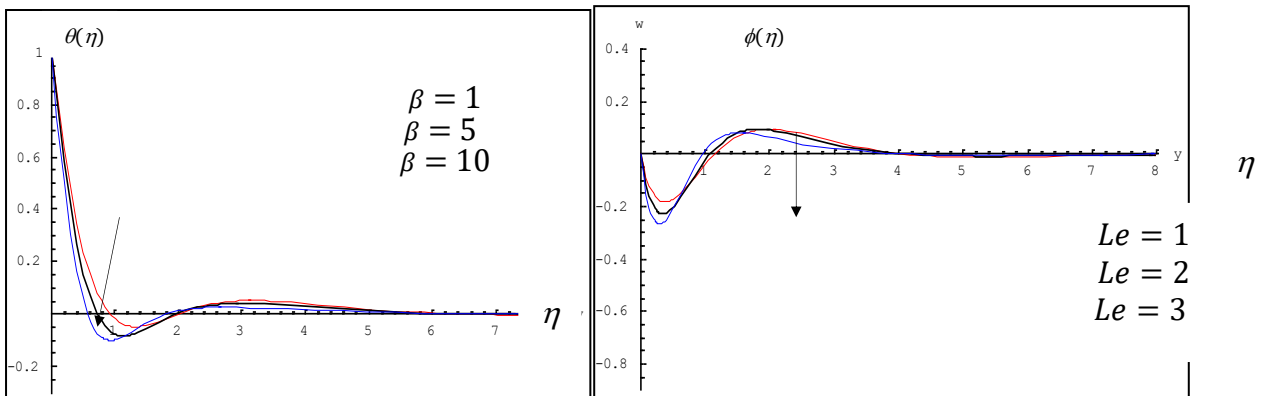 θ(η)
1
0.8
0.6
0.4
0.2
-0.2
1 2 3 4 5 6 7
η
β = 1
β = 5
β = 10
w
ϕ(η)
0.4
0.2
-0.2
-0.4
-0.6
-0.8
1 2 3 4 5 6 7 8 y
η
Le = 1
Le = 2
Le = 3